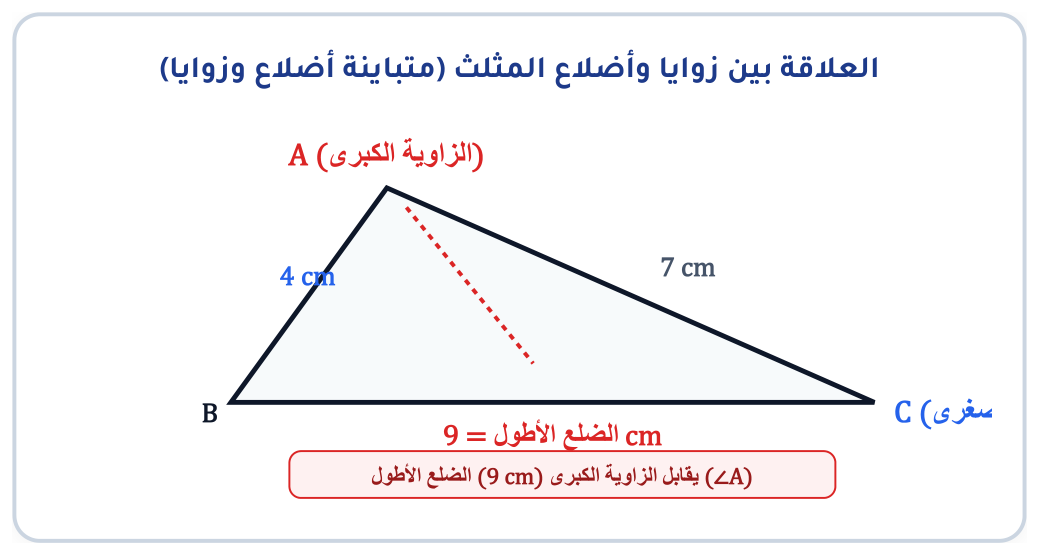 العلاقة بين زوايا وأضلاع المثلث (متباينة أضلاع وزوايا)
A (الزاوية الكبرى)
4 cm
7 cm
B
C (صغرى
الضلع الأطول = 9 cm
الضلع الأطول (9 cm) يقابل الزاوية الكبرى (∠A)